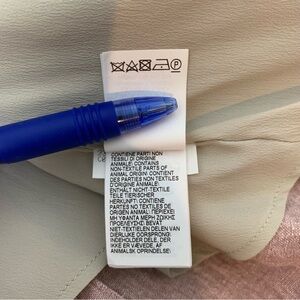 CONTIENE PARTI NON
TESSILI DI ORIGINE
ANIMALE; CONTAINS
NON-TEXTILE PARTS OF
ANIMAL ORIGIN; CONTIENT
DES PARTIES NON TEXTILES
D'ORIGINE ANIMALE;
ENTHÄLT NICHT-TEXTILE
TEILE TIERISCHER
HERKUNFT; CONTIENE
PARTES NO TEXTILES DE
ORIGEN ANIMAL; ΠΕΡΙΕΧΕΙ
ΜΗ ΥΦΑΝΤΑ ΜΕΡΗ ΖΩΙΚΗΣ
ΠΡΟΕΛΕΥΣΗΣ; BEVAT
NIET-TEXTIELEN DELEN VAN
DIERLIJKE OORSPRONG;
INDEHOLDER DELE, DER
IKKE ER VÆVEDE, AF
ANIMALSK OPRINDELSE;